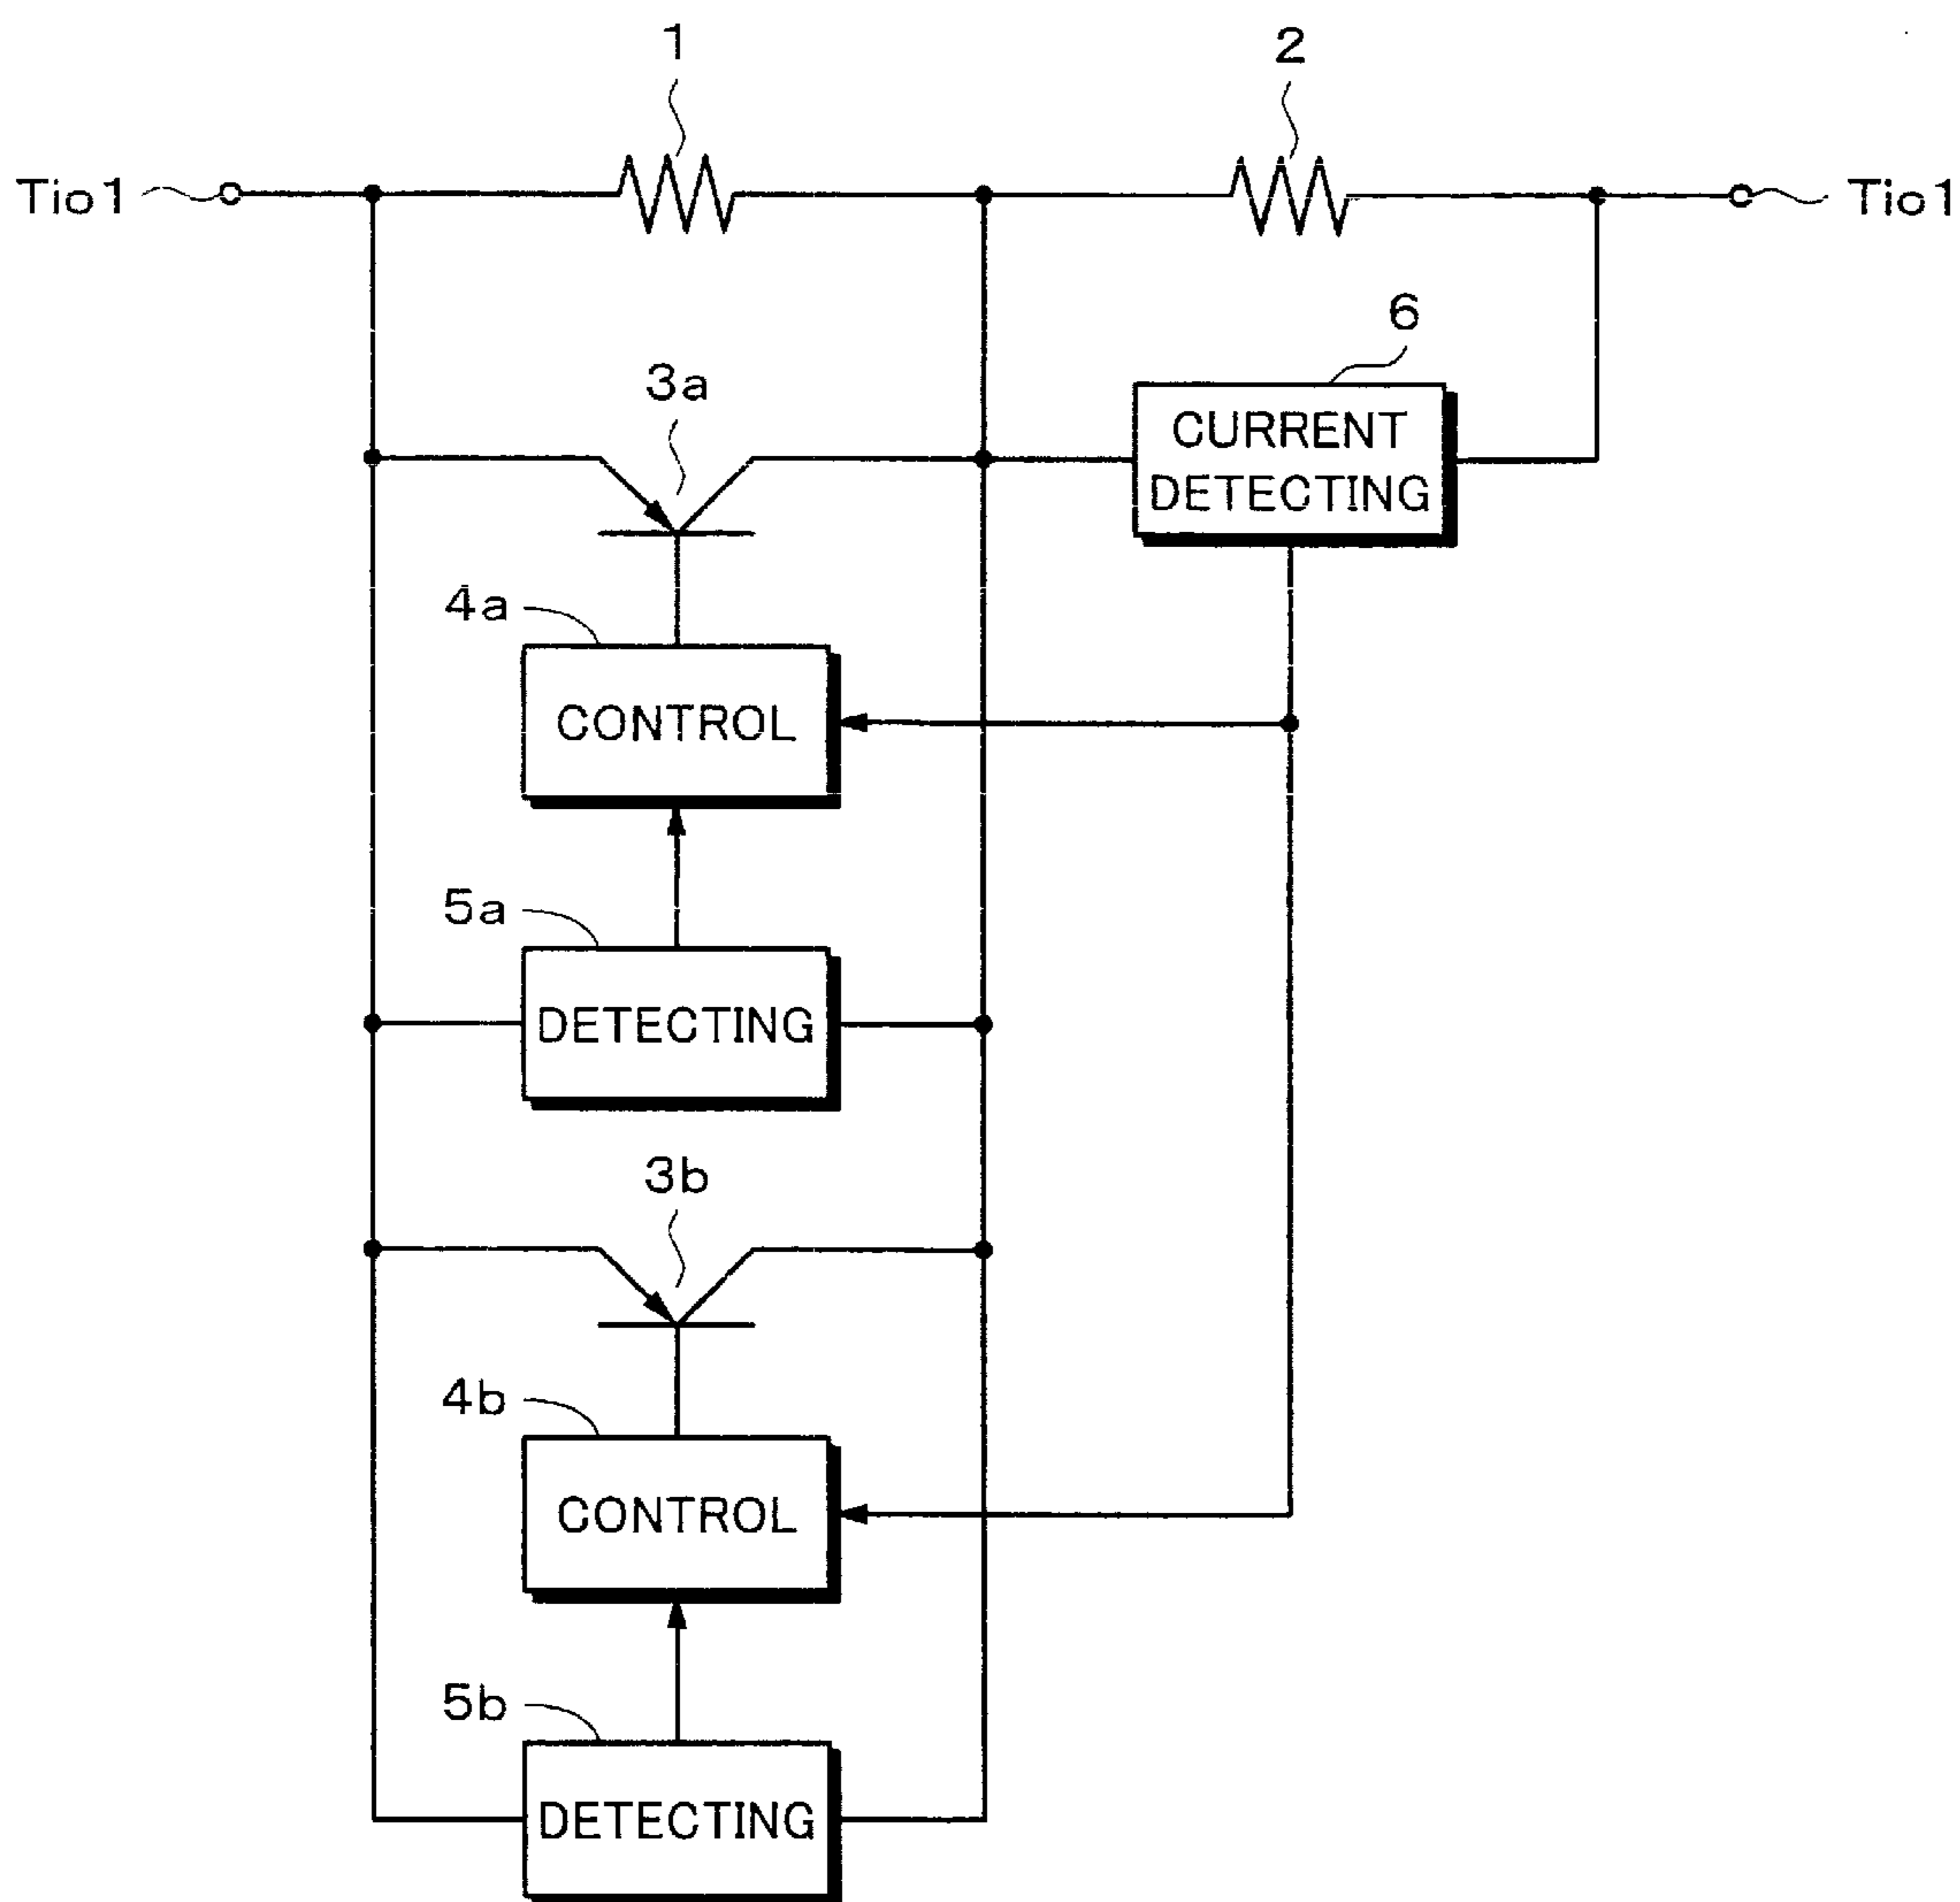 1
2
Tio1
Tio1
6
CURRENT
DETECTING
3a
4a
CONTROL
5a
DETECTING
3b
4b
CONTROL
5b
DETECTING